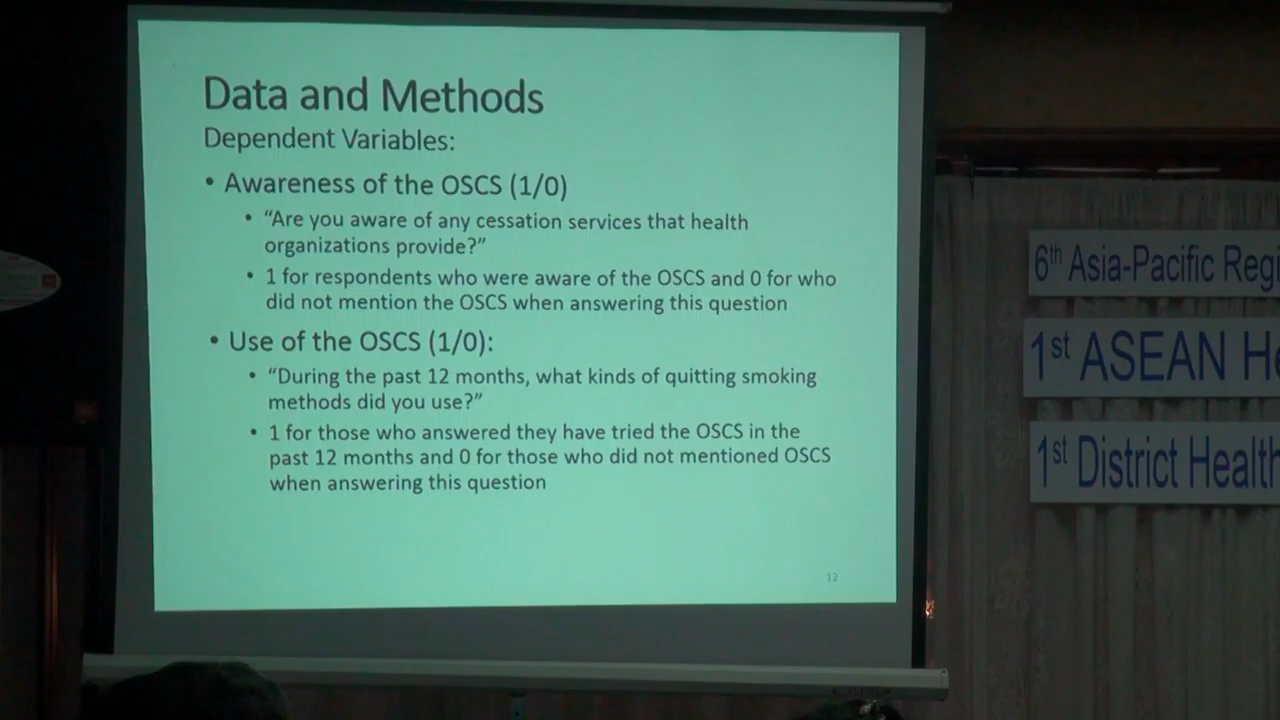 Data and Methods
Dependent Variables:
• Awareness of the OSCS (1/0)
• “Are you aware of any cessation services that health
organizations provide?”
• 1 for respondents who were aware of the OSCS and 0 for who
did not mention the OSCS when answering this question
• Use of the OSCS (1/0):
• “During the past 12 months, what kinds of quitting smoking
methods did you use?”
• 1 for those who answered they have tried the OSCS in the
past 12 months and 0 for those who did not mentioned OSCS
when answering this question
12
6th Asia-Pacific Regi
1st ASEAN He
1st District Health